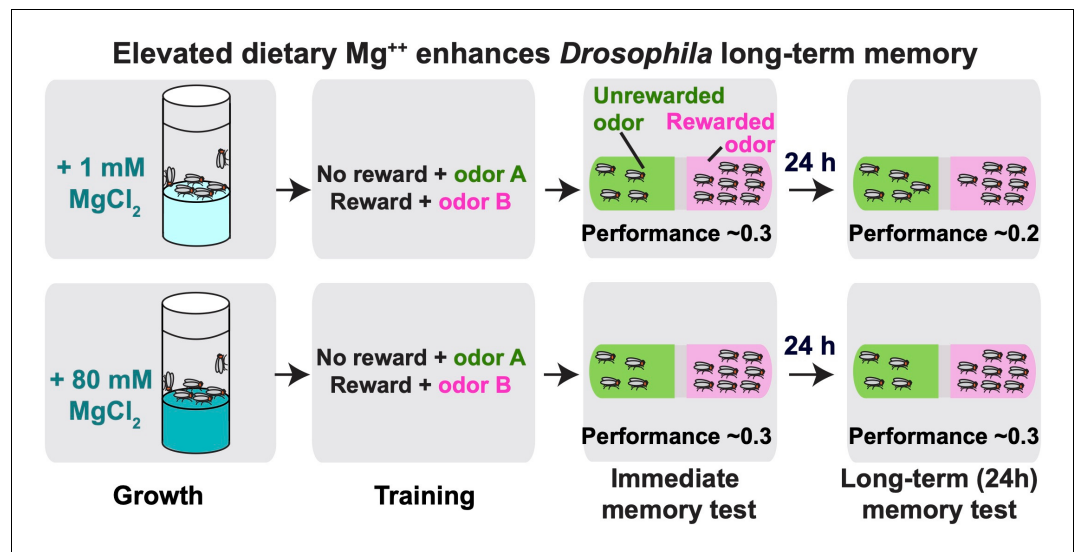 Elevated dietary Mg⁺⁺ enhances Drosophila long-term memory
+ 1 mM
MgCl₂
No reward + odor A
Reward + odor B
Unrewarded
odor
Rewarded
odor
Performance ~0.3
24 h
Performance ~0.2
+ 80 mM
MgCl₂
No reward + odor A
Reward + odor B
Performance ~0.3
24 h
Performance ~0.3
Growth
Training
Immediate
memory test
Long-term (24h)
memory test